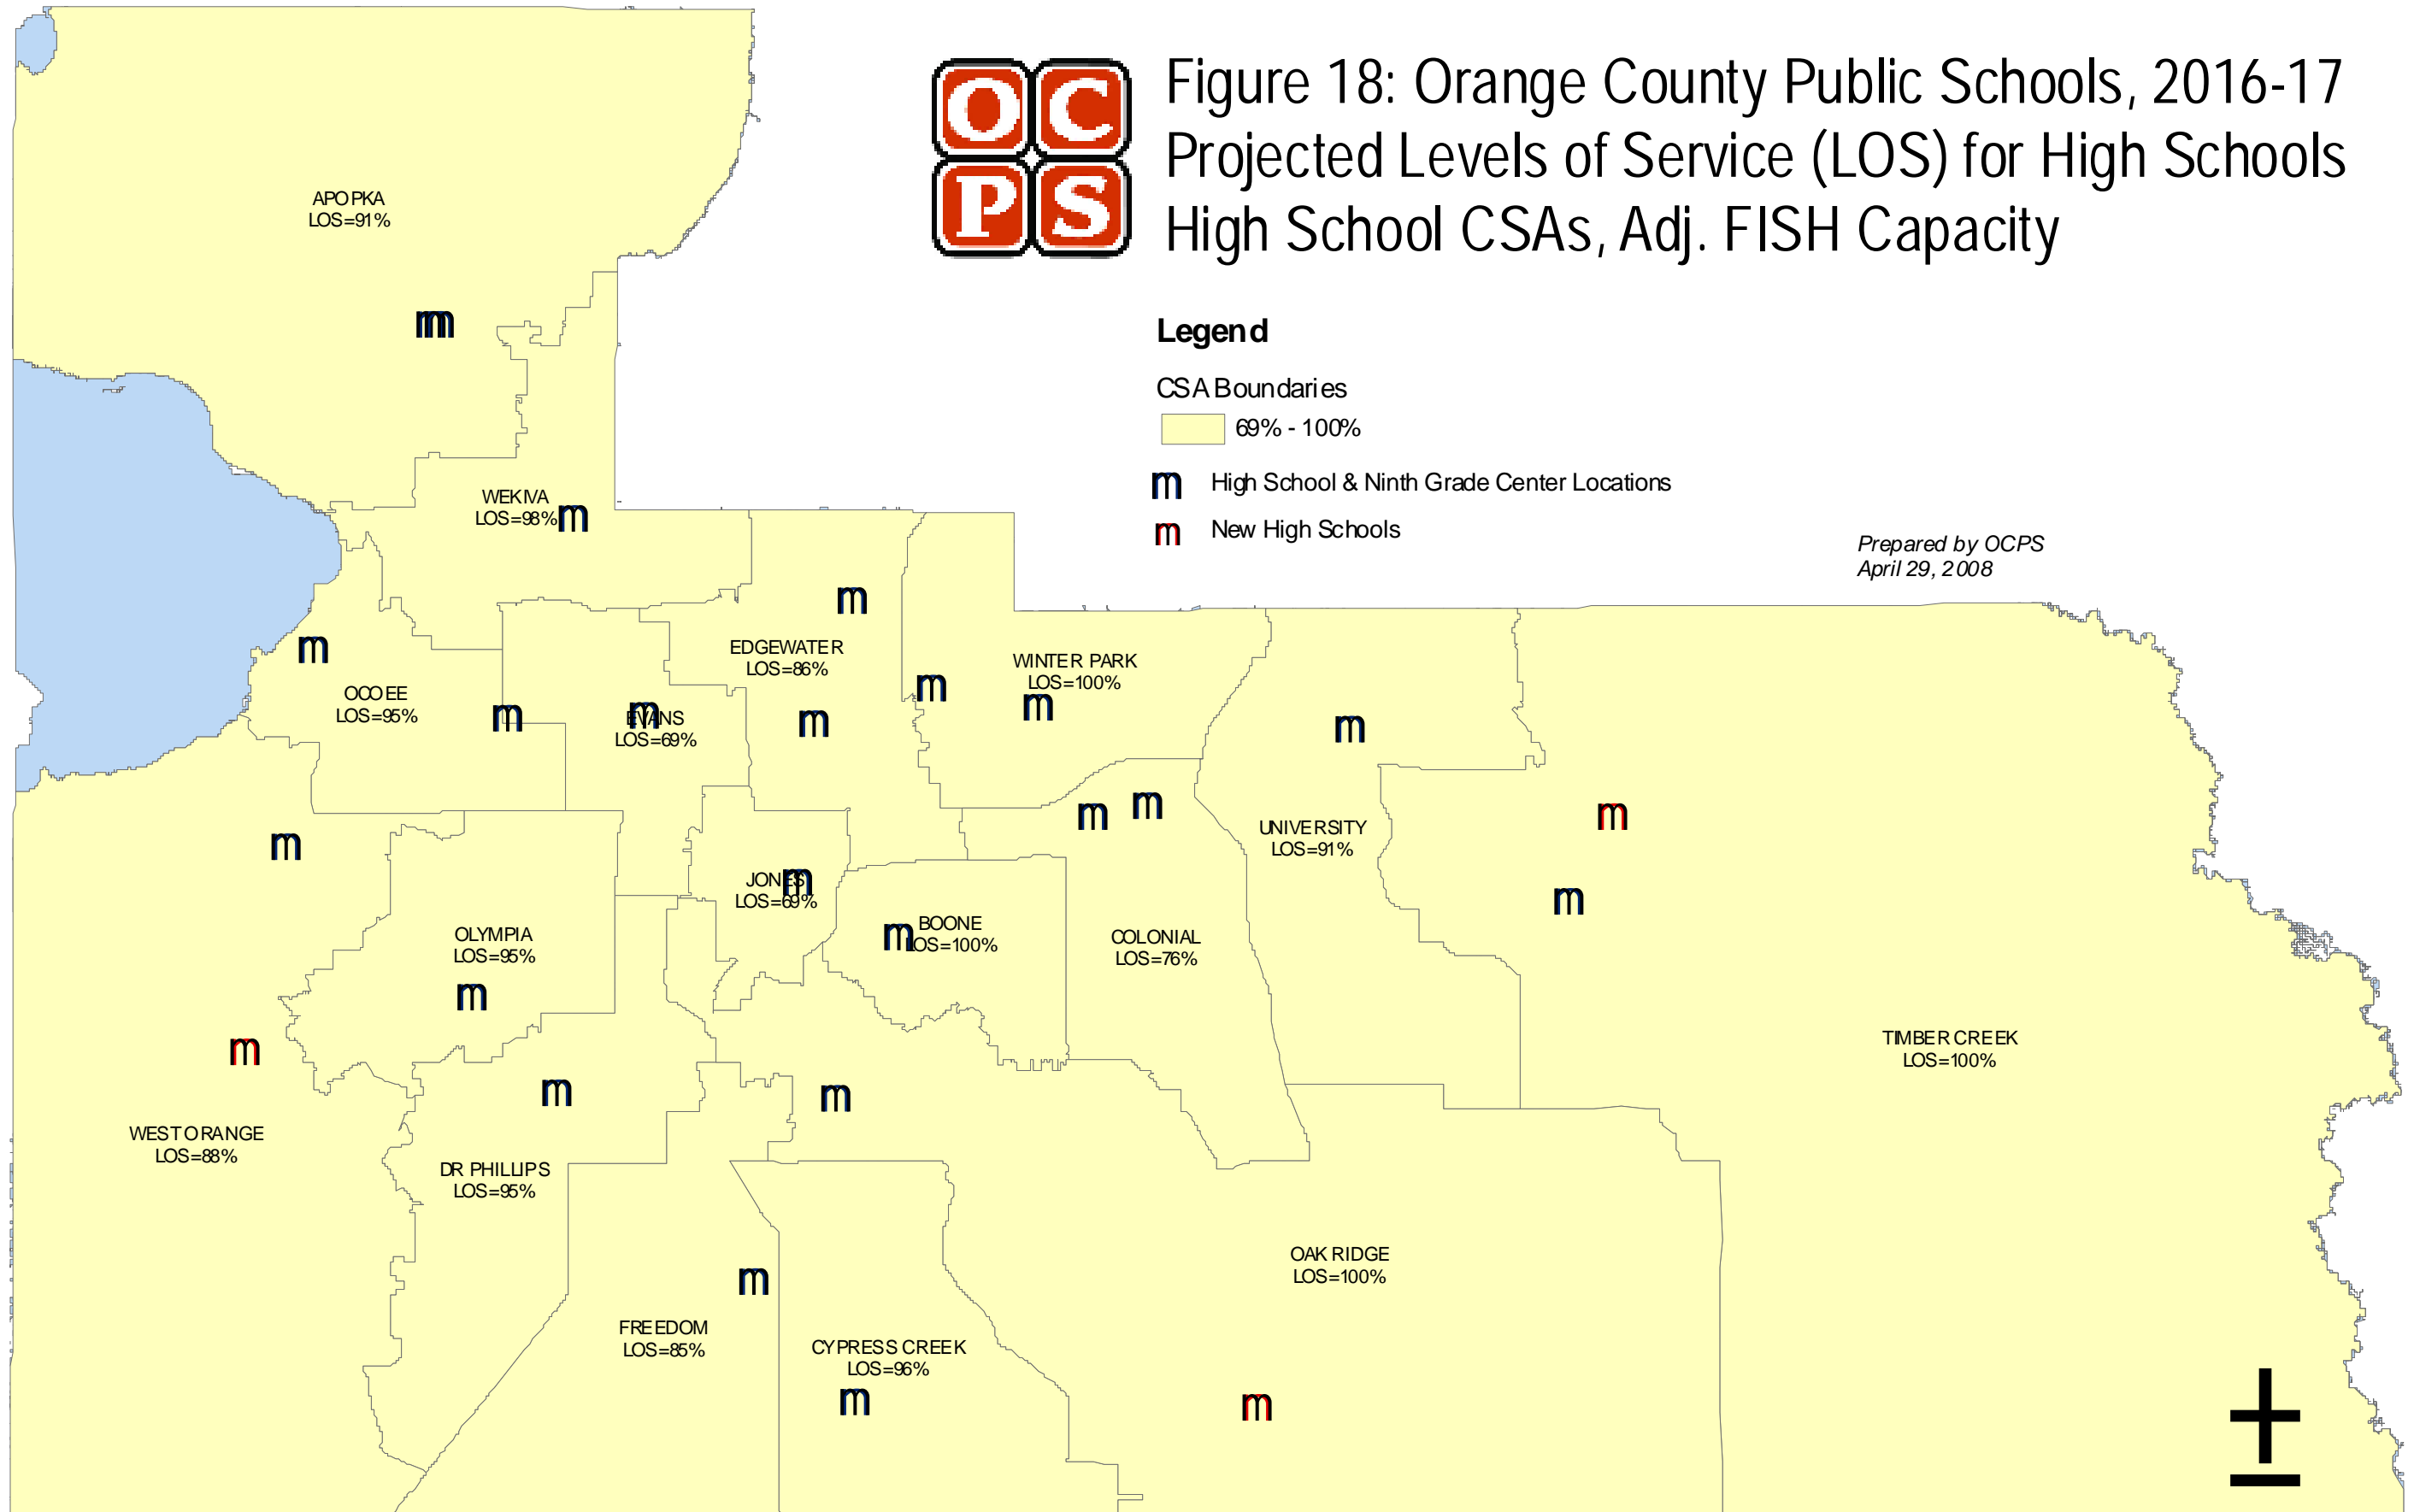 O C
P S
Figure 18: Orange County Public Schools, 2016-17
Projected Levels of Service (LOS) for High Schools
High School CSAs, Adj. FISH Capacity
Legend
CSA Boundaries
69% - 100%
m High School & Ninth Grade Center Locations
m New High Schools
Prepared by OCPS
April 29, 2008
APOPKA
LOS=91%
m
WEKIVA
LOS=98%
m
m
EDGEWATER
LOS=86%
m
m
OCOEE
LOS=95%
m
EVANS
LOS=69%
m
m
WINTER PARK
LOS=100%
m
m
m
m
m
UNIVERSITY
LOS=91%
m
m
m
JONES
LOS=69%
m
BOONE
LOS=100%
m
COLONIAL
LOS=76%
OLYMPIA
LOS=95%
m
m
TIMBER CREEK
LOS=100%
m
m
WEST ORANGE
LOS=88%
DR PHILLIPS
LOS=95%
m
OAK RIDGE
LOS=100%
FREEDOM
LOS=85%
CYPRESS CREEK
LOS=96%
m
m
±